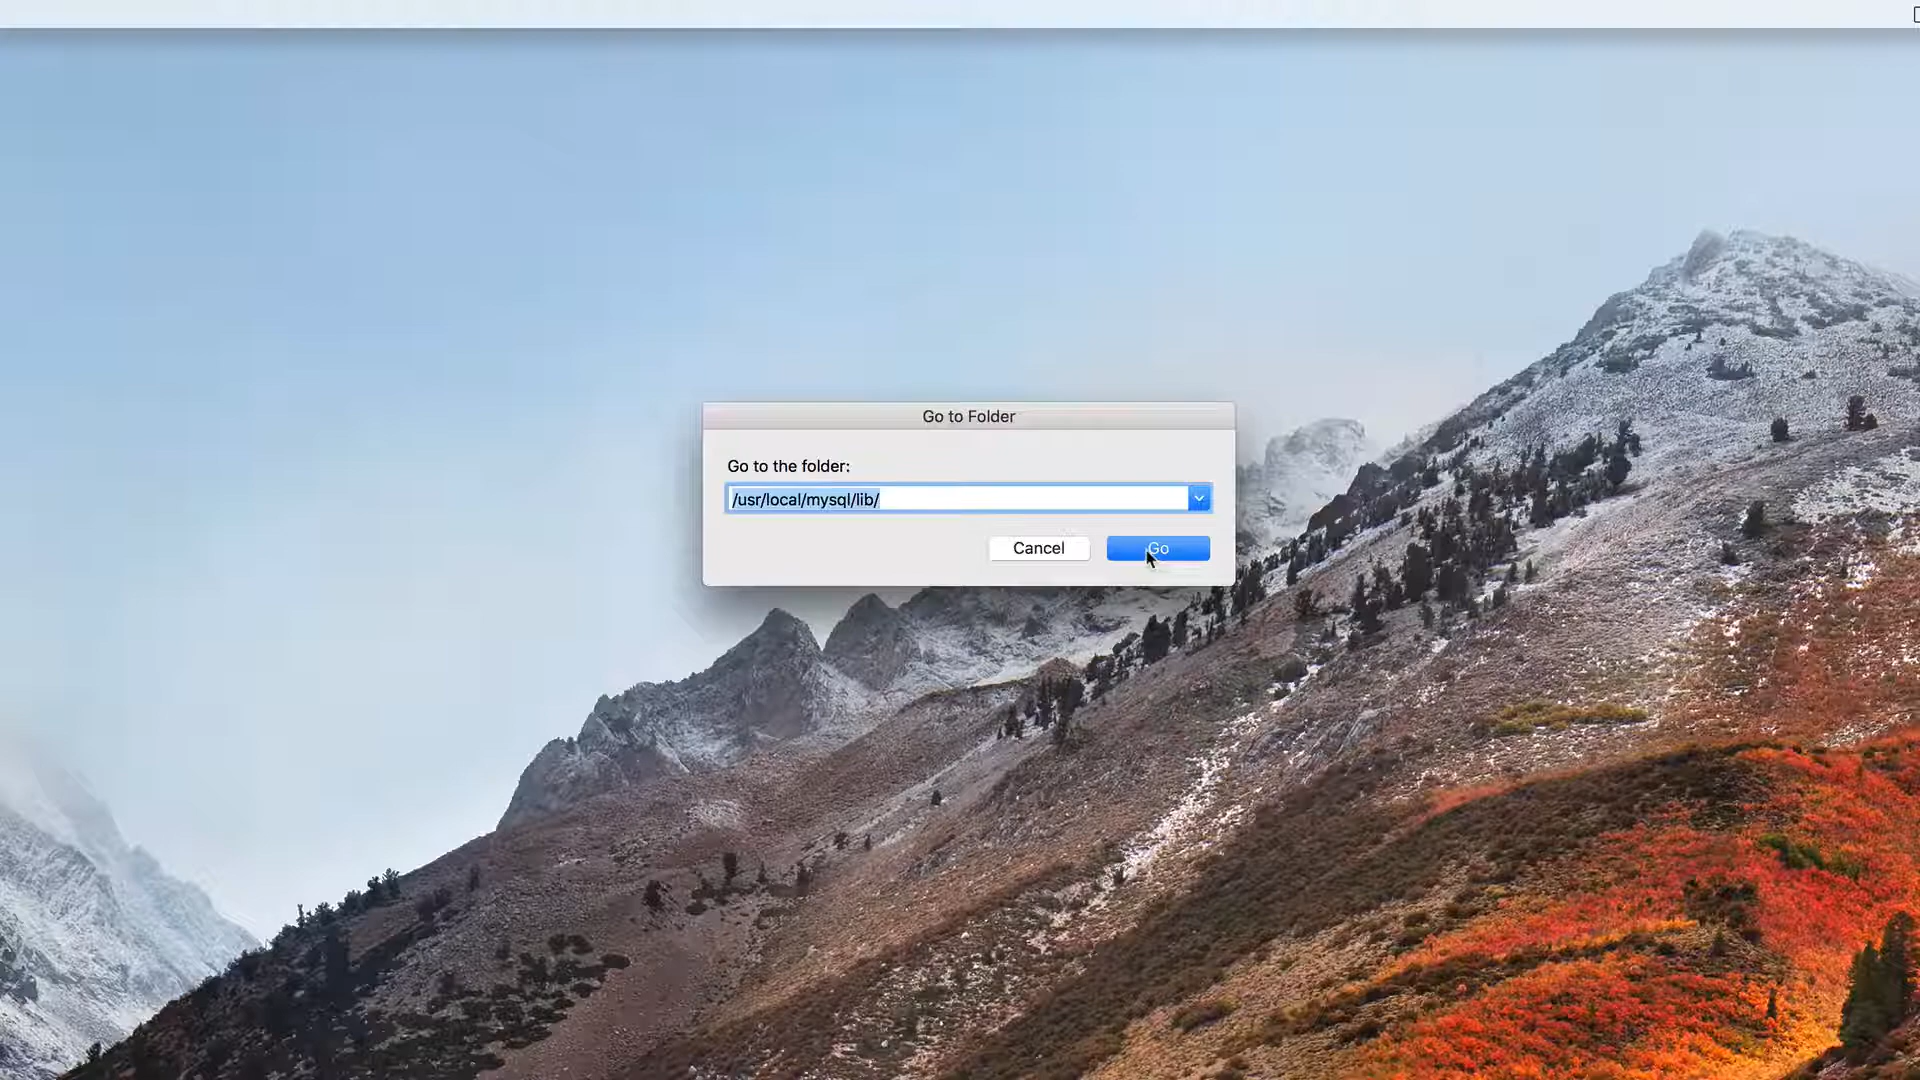 Go to Folder
Go to the folder:
/usr/local/mysql/lib/
Cancel
Go